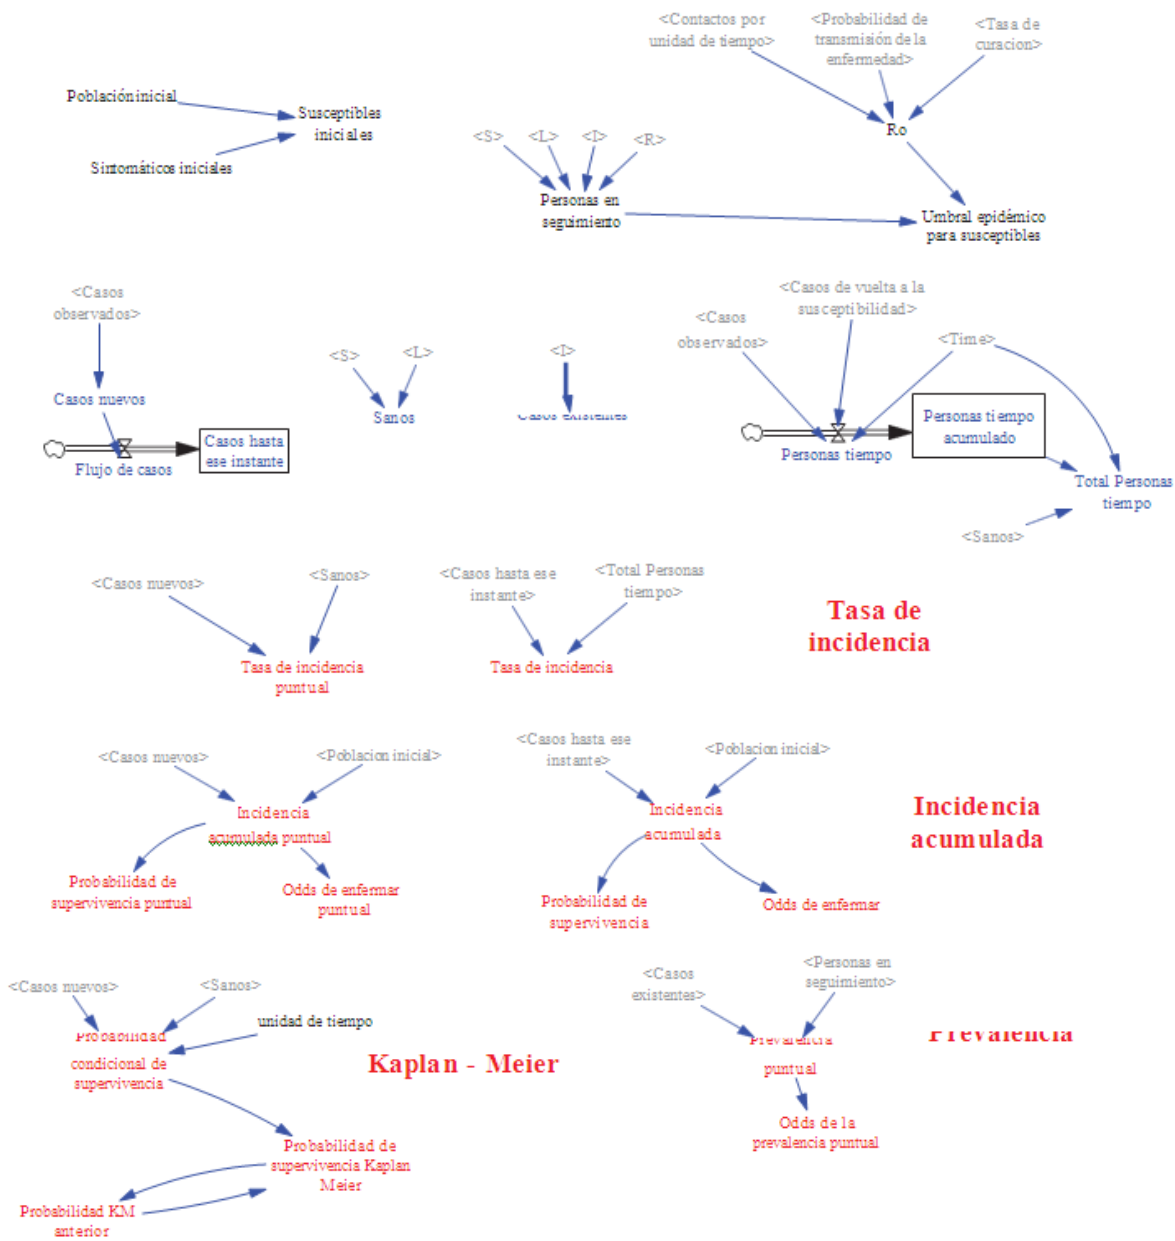 <Contactos por
unidad de tiempo>
<Probabilidad de
transmisión de la
enfermedad>
<Tasa de
curacion>
Población inicial
Susceptibles
iniciales
Sintomáticos iniciales
Ro
<S>
<L>
<I>
<R>
Personas en
seguimiento
Umbral epidémico
para susceptibles
<Casos
observados>
Casos nuevos
Flujo de casos
Casos hasta
ese instante
<S>
<L>
Sanos
<I>
Casos existentes
<Casos
observados>
<Casos de vuelta a la
susceptibilidad>
<Time>
Personas tiempo
Personas tiempo
acumulado
Total Personas
tiempo
<Sanos>
<Casos nuevos>
<Sanos>
Tasa de incidencia
puntual
<Casos hasta ese
instante>
<Total Personas
tiempo>
Tasa de incidencia
Tasa de
incidencia
<Casos nuevos>
<Poblacion inicial>
Incidencia
acumulada puntual
Probabilidad de
supervivencia puntual
Odds de enfermar
puntual
<Casos hasta ese
instante>
<Poblacion inicial>
Incidencia
acumulada
Probabilidad de
supervivencia
Odds de enfermar
Incidencia
acumulada
<Casos nuevos>
<Sanos>
unidad de tiempo
Probabilidad
condicional de
supervivencia
Kaplan - Meier
Probabilidad de
supervivencia Kaplan
Meier
Probabilidad KM
anterior
<Casos
existentes>
<Personas en
seguimiento>
Prevalencia
puntual
Odds de la
prevalencia puntual
Prevalencia